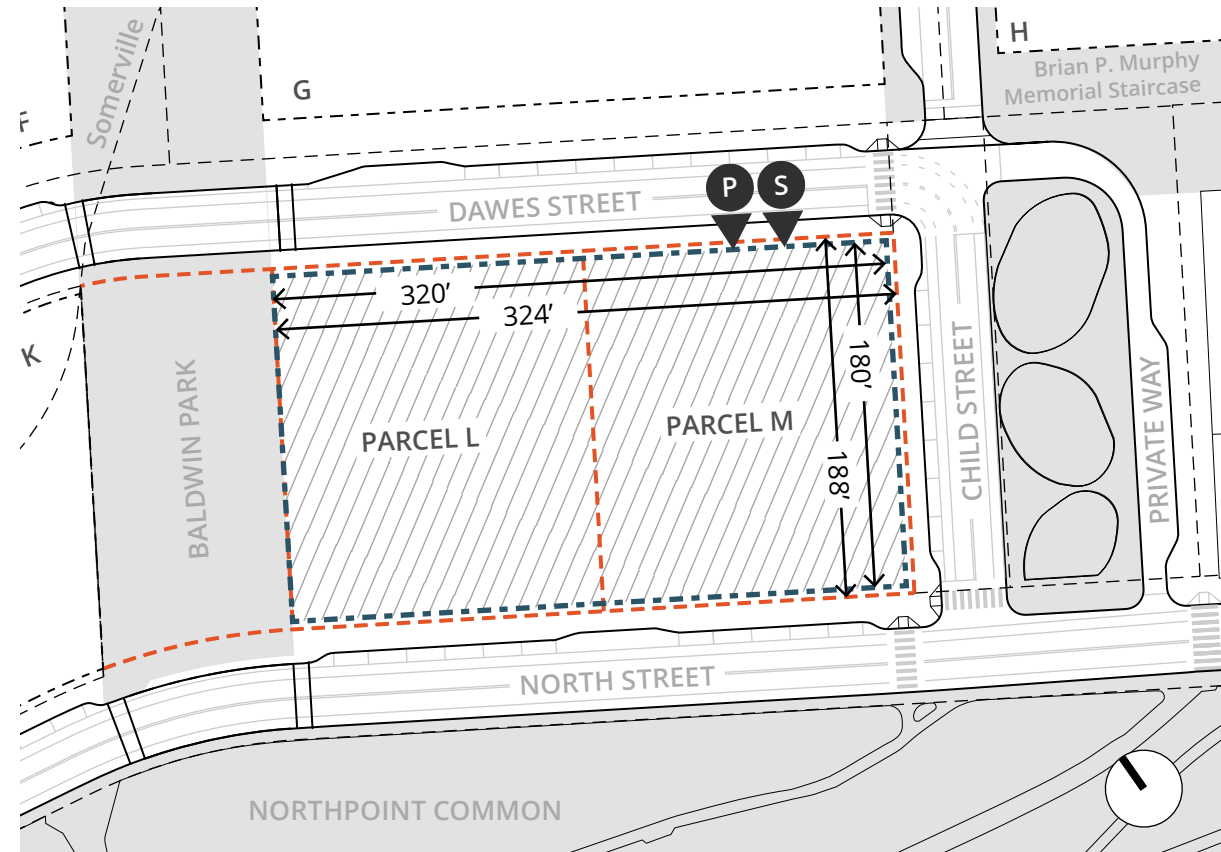 H
Brian P. Murphy
Memorial Staircase
Somerville
G
F
P
S
DAWES STREET
320′
324′
180′
188′
K
BALDWIN PARK
PARCEL L
PARCEL M
CHILD STREET
PRIVATE WAY
NORTH STREET
NORTHPOINT COMMON